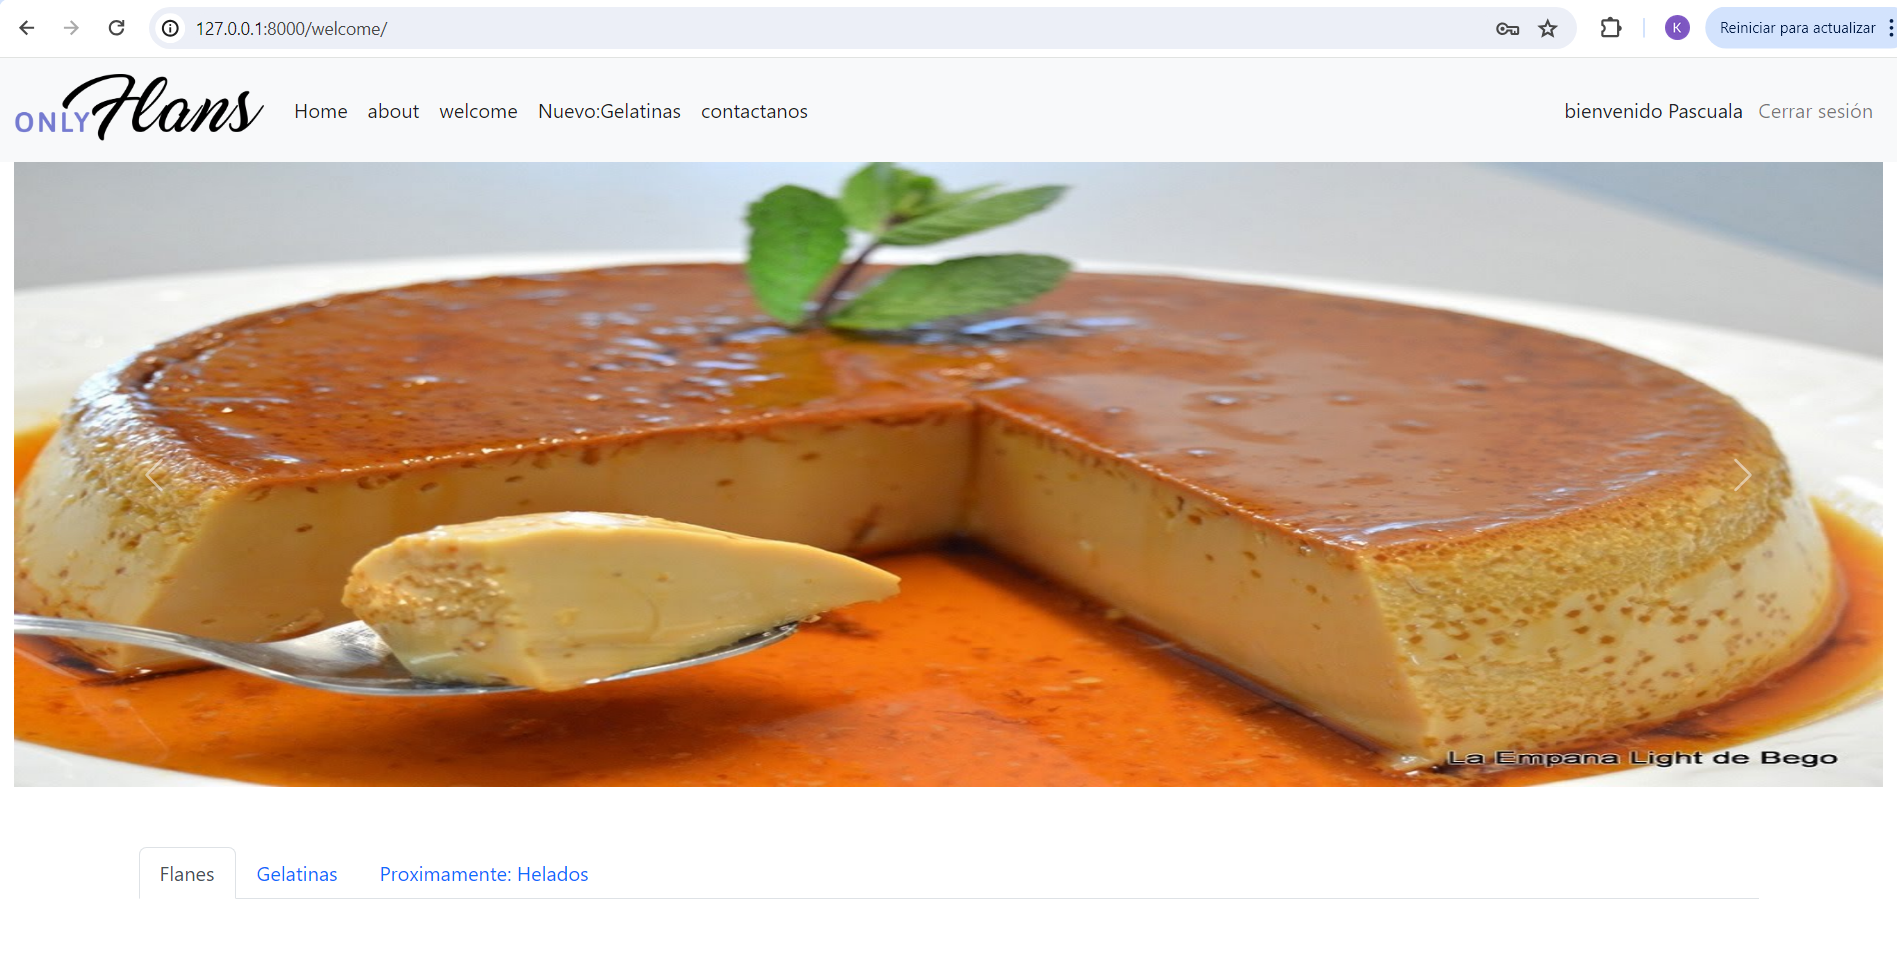 127.0.0.1:8000/welcome/
K
Reiniciar para actualizar
ONLY Flans
Home about welcome Nuevo:Gelatinas contactanos
bienvenido Pascuala Cerrar sesión
La Empana Light de Bego
Flanes Gelatinas Proximamente: Helados